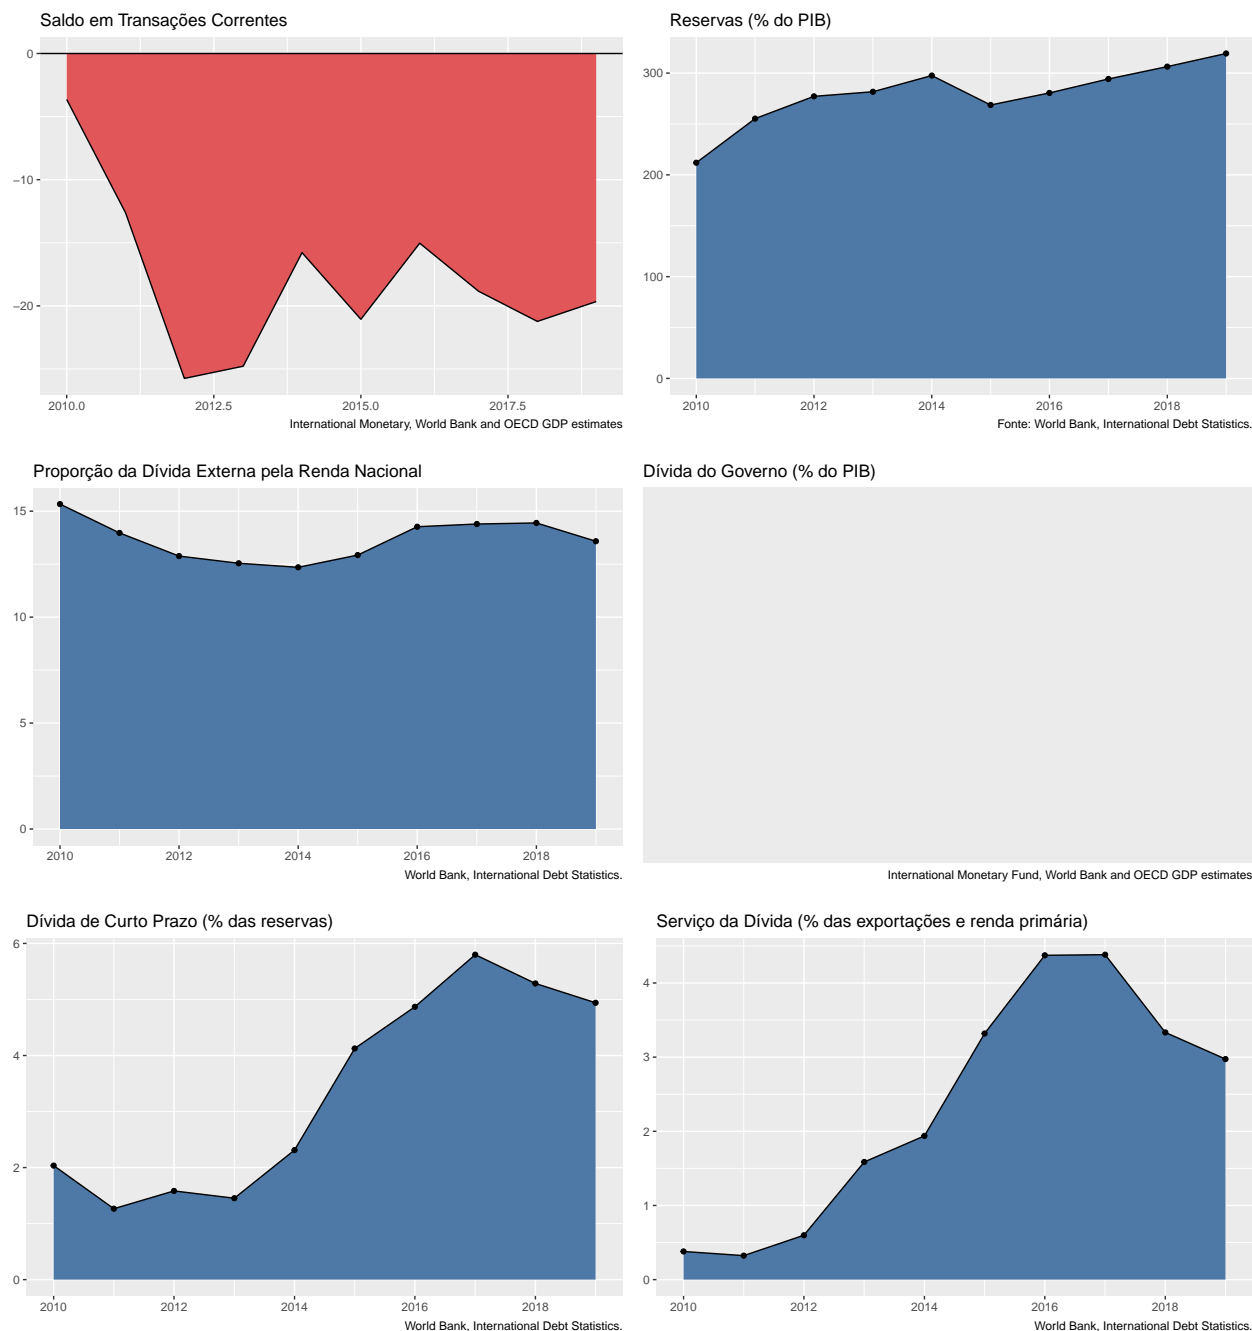 Saldo em Transações Correntes
0
−10
−20
2010.0 2012.5 2015.0 2017.5
International Monetary, World Bank and OECD GDP estimates
Reservas (% do PIB)
300
200
100
0
2010 2012 2014 2016 2018
Fonte: World Bank, International Debt Statistics.
Proporção da Dívida Externa pela Renda Nacional
15
10
5
0
2010 2012 2014 2016 2018
World Bank, International Debt Statistics.
Dívida do Governo (% do PIB)
International Monetary Fund, World Bank and OECD GDP estimates
Dívida de Curto Prazo (% das reservas)
6
4
2
0
2010 2012 2014 2016 2018
World Bank, International Debt Statistics.
Serviço da Dívida (% das exportações e renda primária)
4
3
2
1
0
2010 2012 2014 2016 2018
World Bank, International Debt Statistics.